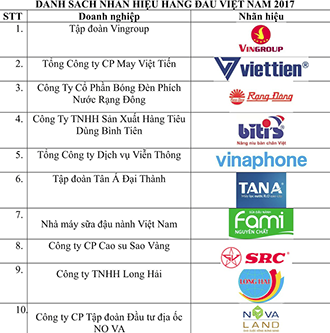 DANH SÁCH NHÃN HIỆU HÀNG ĐẦU VIỆT NAM 2017
STT Doanh nghiệp Nhãn hiệu
1. Tập đoàn Vingroup VINGROUP
2. Tổng Công ty CP May Việt Tiến viettien
3. Công Ty Cổ Phần Bóng Đèn Phích
Nước Rạng Đông Rạng Đông
4. Công Ty TNHH Sản Xuất Hàng Tiêu
Dùng Bình Tiên biti's
Nâng niu bàn chân Việt
5. Tổng Công ty Dịch vụ Viễn Thông vinaphone
6. Tập đoàn Tân Á Đại Thành TANA
7. Nhà máy sữa đậu nành Việt Nam Fami
NGUYÊN CHẤT
8. Công ty CP Cao su Sao Vàng SRC
9. Công ty TNHH Long Hải LONG HAI
10. Công ty CP Tập đoàn Đầu tư địa ốc
NO VA NOVA
LAND